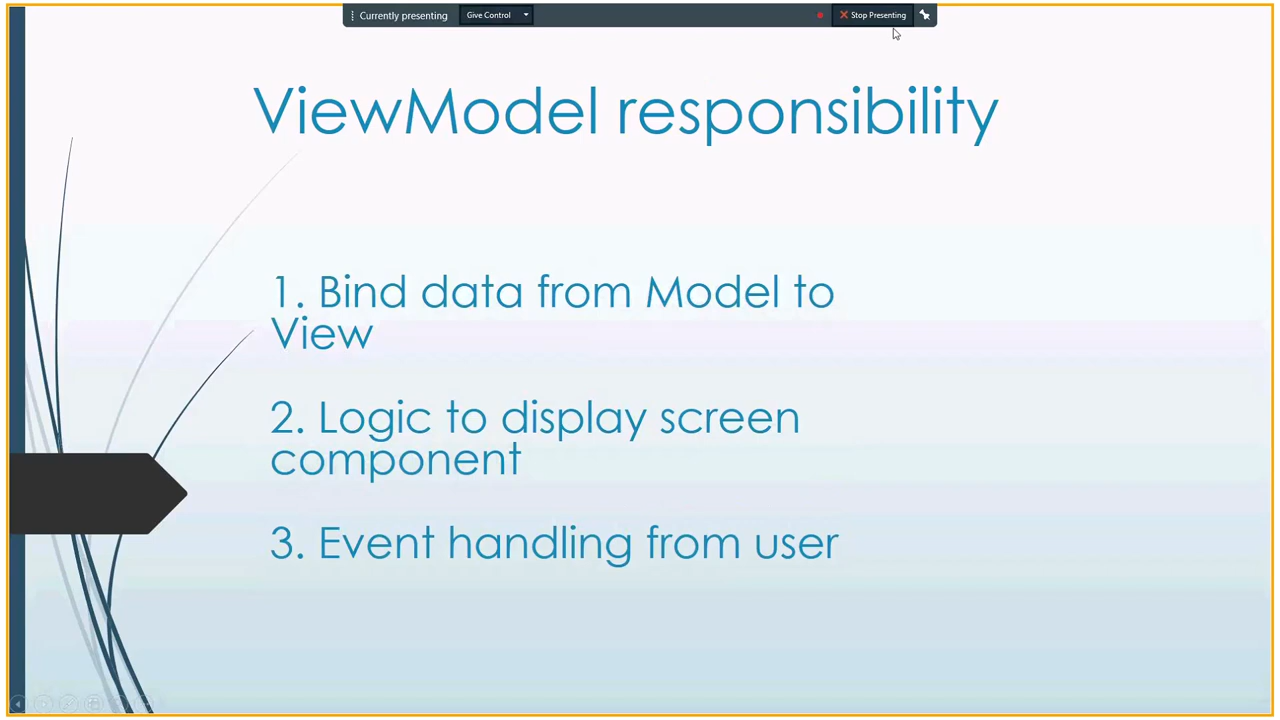 Currently presenting Give Control Stop Presenting
ViewModel responsibility
1. Bind data from Model to
View
2. Logic to display screen
component
3. Event handling from user